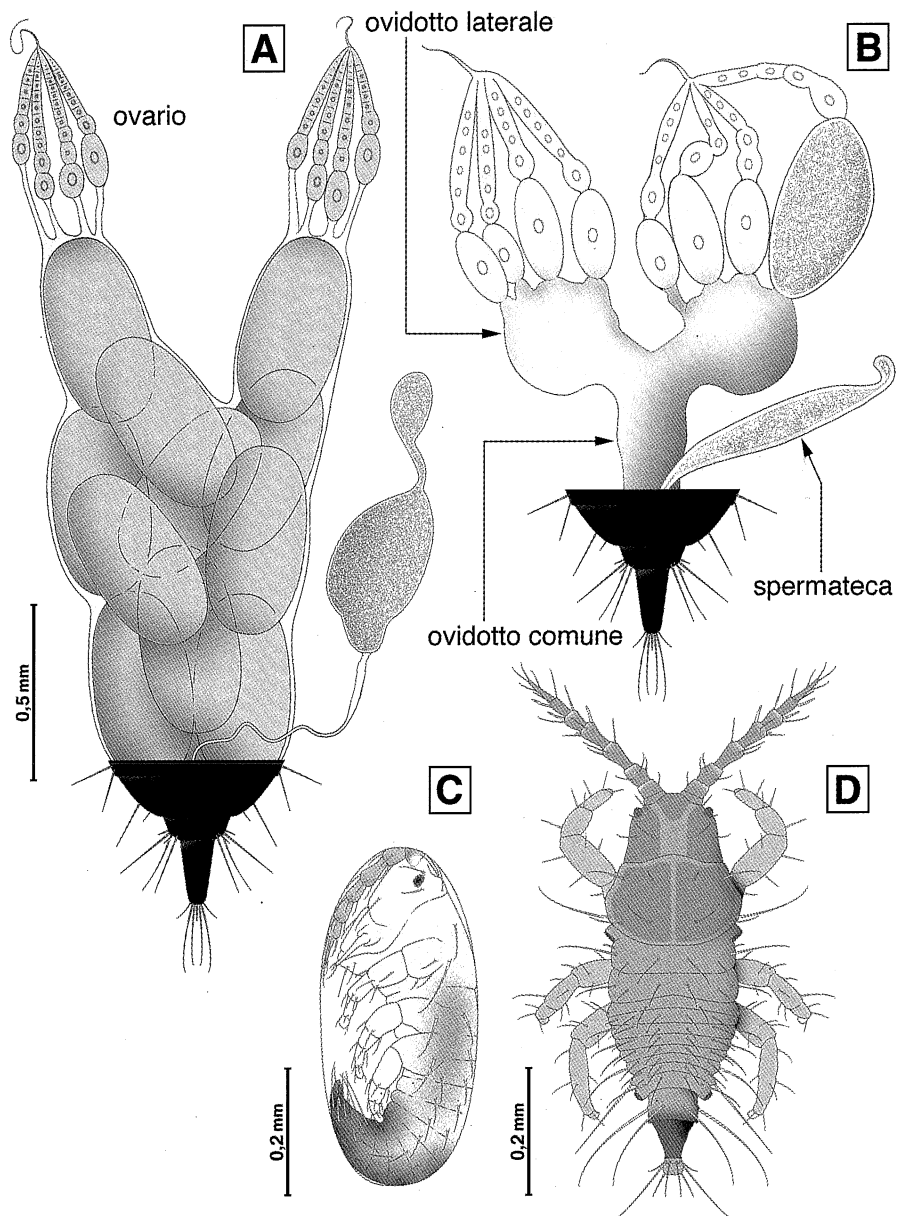 ovidotto laterale
A
B
ovario
spermateca
ovidotto comune
0,5 mm
C
D
0,2 mm
0,2 mm